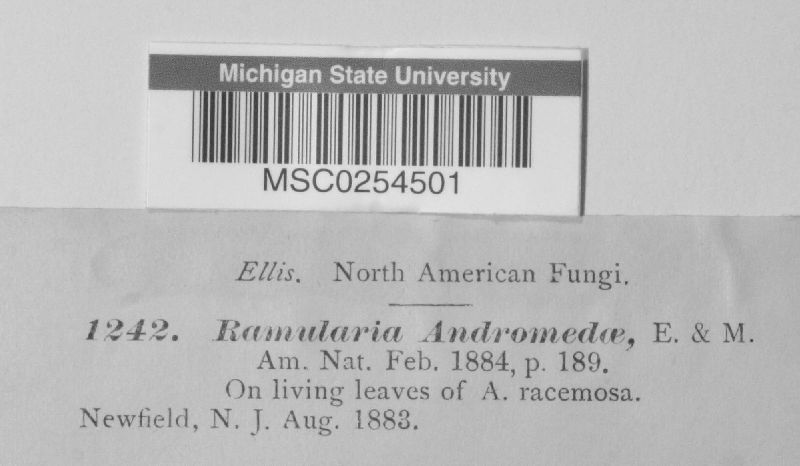 Michigan State University
MSC0254501
Ellis. North American Fungi.
1242. Ramularia Andromedæ, E. & M.
Am. Nat. Feb. 1884, p. 189.
On living leaves of A. racemosa.
Newfield, N. J. Aug. 1883.